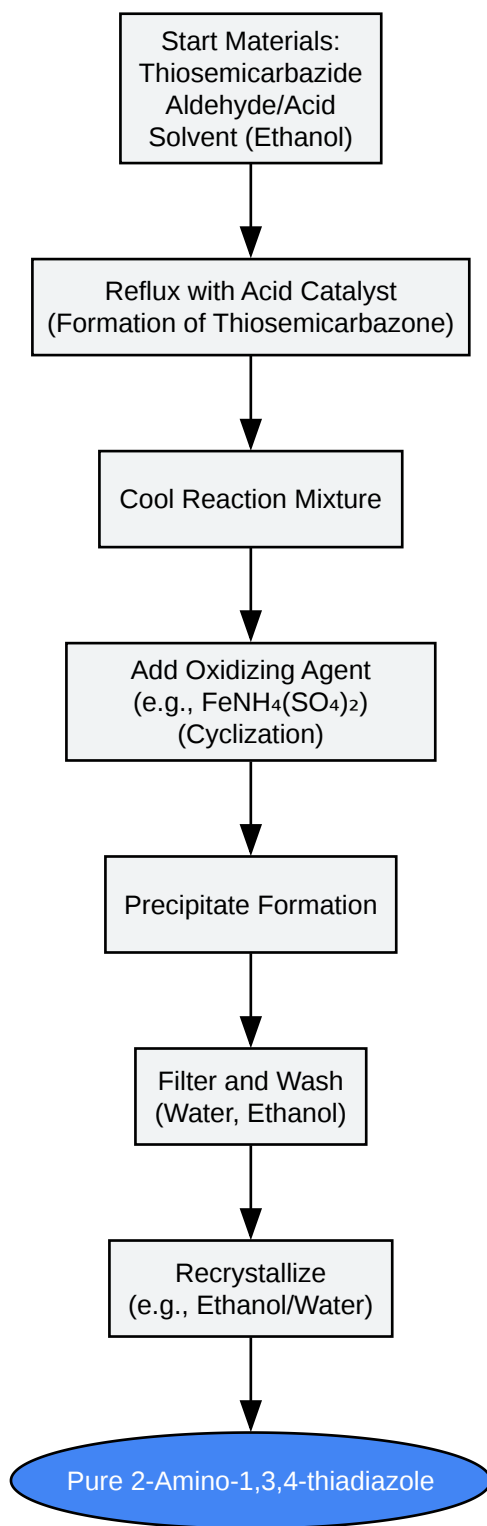 Start Materials:
Thiosemicarbazide
Aldehyde/Acid
Solvent (Ethanol)
Reflux with Acid Catalyst
(Formation of Thiosemicarbazone)
Cool Reaction Mixture
Add Oxidizing Agent
(e.g., FeNH₄(SO₄)₂)
(Cyclization)
Precipitate Formation
Filter and Wash
(Water, Ethanol)
Recrystallize
(e.g., Ethanol/Water)
Pure 2-Amino-1,3,4-thiadiazole